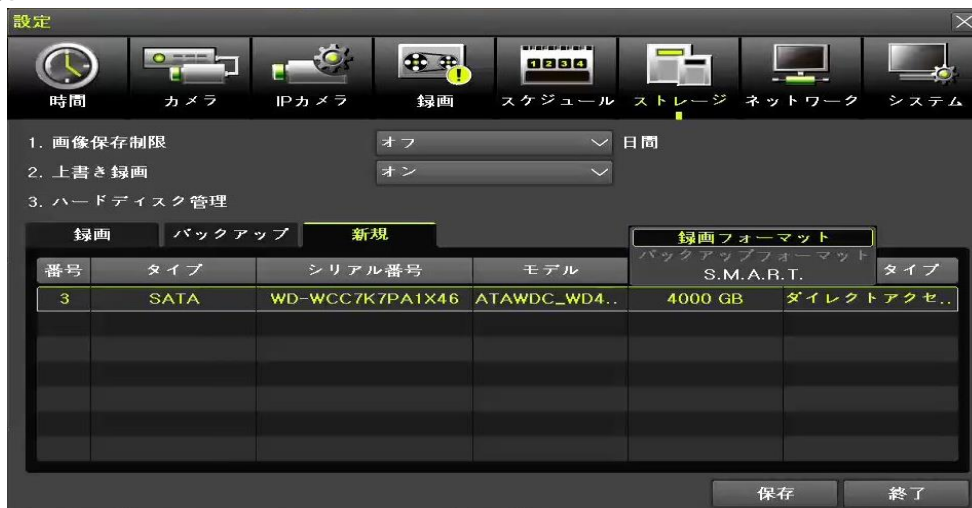 設定
時間 カメラ IPカメラ 録画 スケジュール ストレージ ネットワーク システム
1. 画像保存制限 オフ 日間
2. 上書き録画 オン
3. ハードディスク管理
録画 バックアップ 新規
録画フォーマット
バックアップフォーマット
S.M.A.R.T.
番号 タイプ シリアル番号 モデル タイプ
3 SATA WD-WCC7K7PA1X46 ATAWDC_WD4.. 4000 GB ダイレクトアクセ..
保存 終了